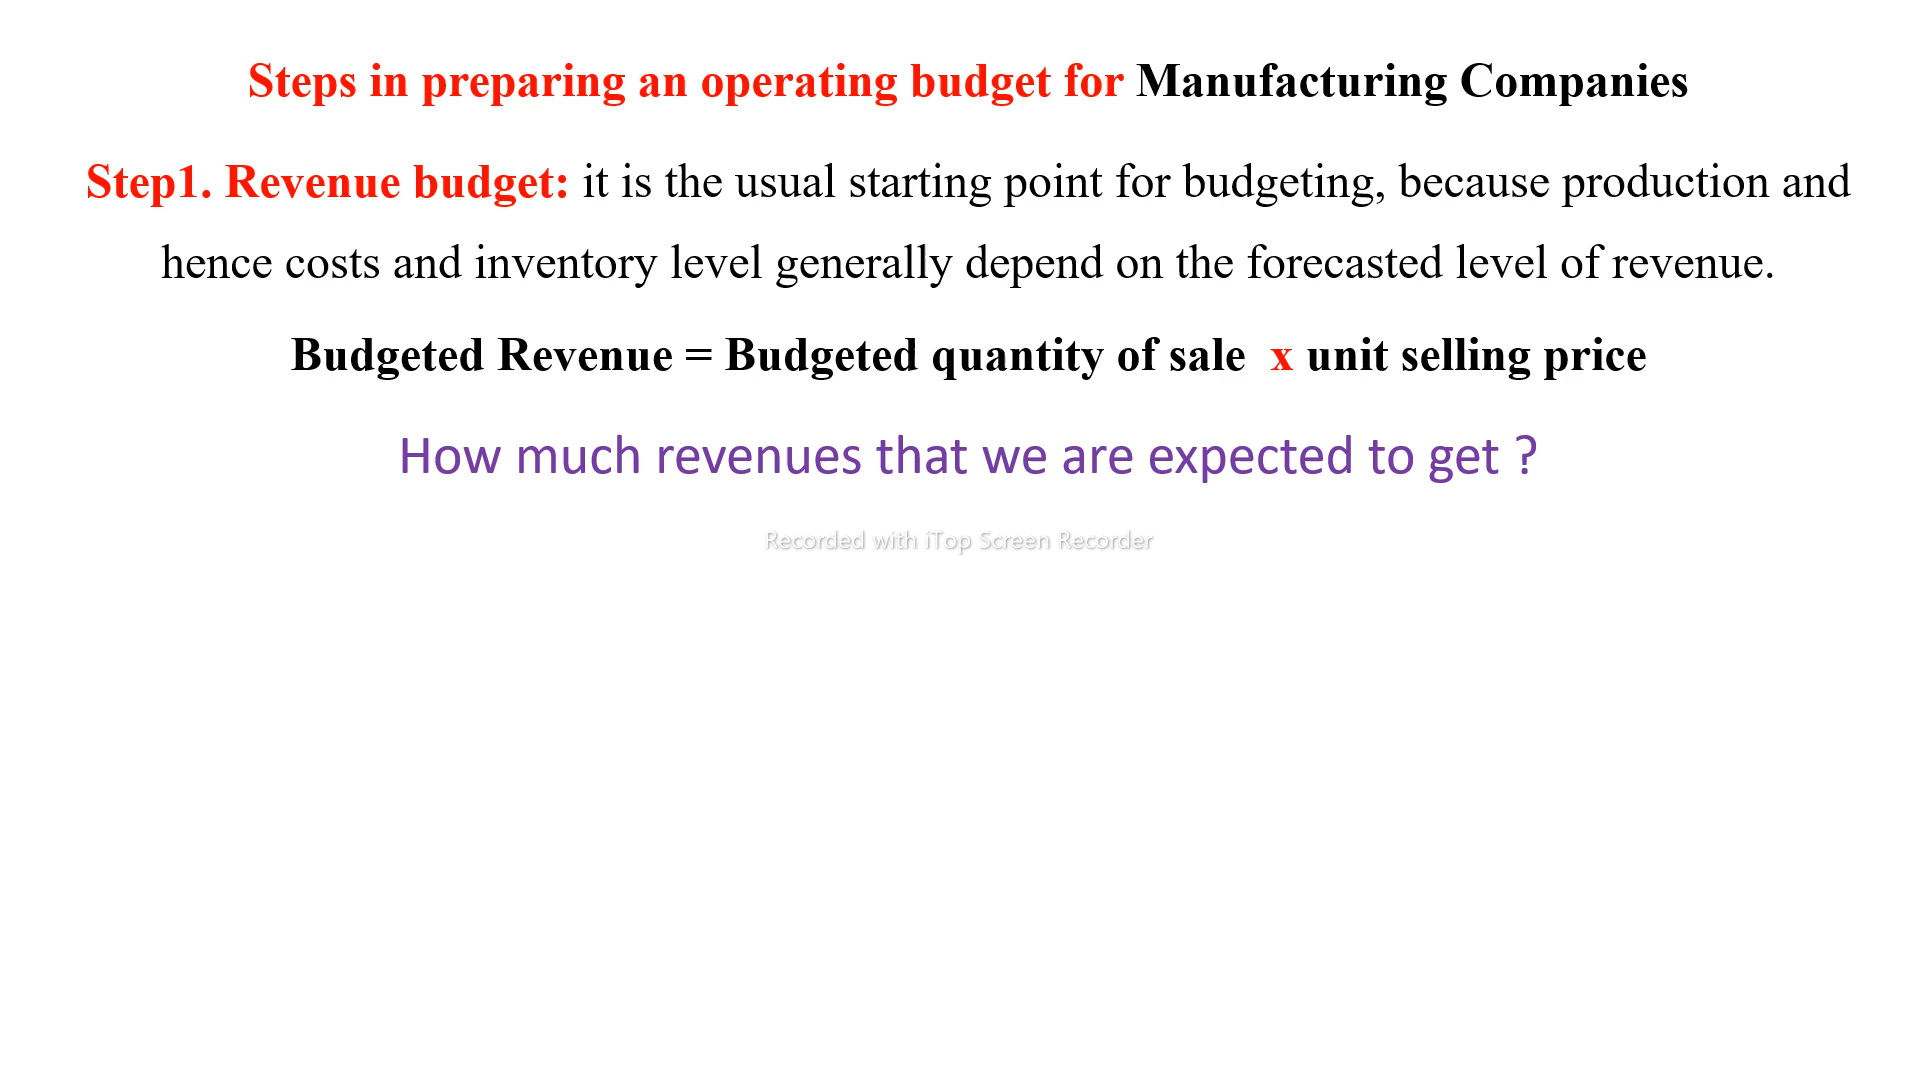 Steps in preparing an operating budget for Manufacturing Companies
Step1. Revenue budget: it is the usual starting point for budgeting, because production and
hence costs and inventory level generally depend on the forecasted level of revenue.
Budgeted Revenue = Budgeted quantity of sale x unit selling price
How much revenues that we are expected to get ?
Recorded with iTop Screen Recorder